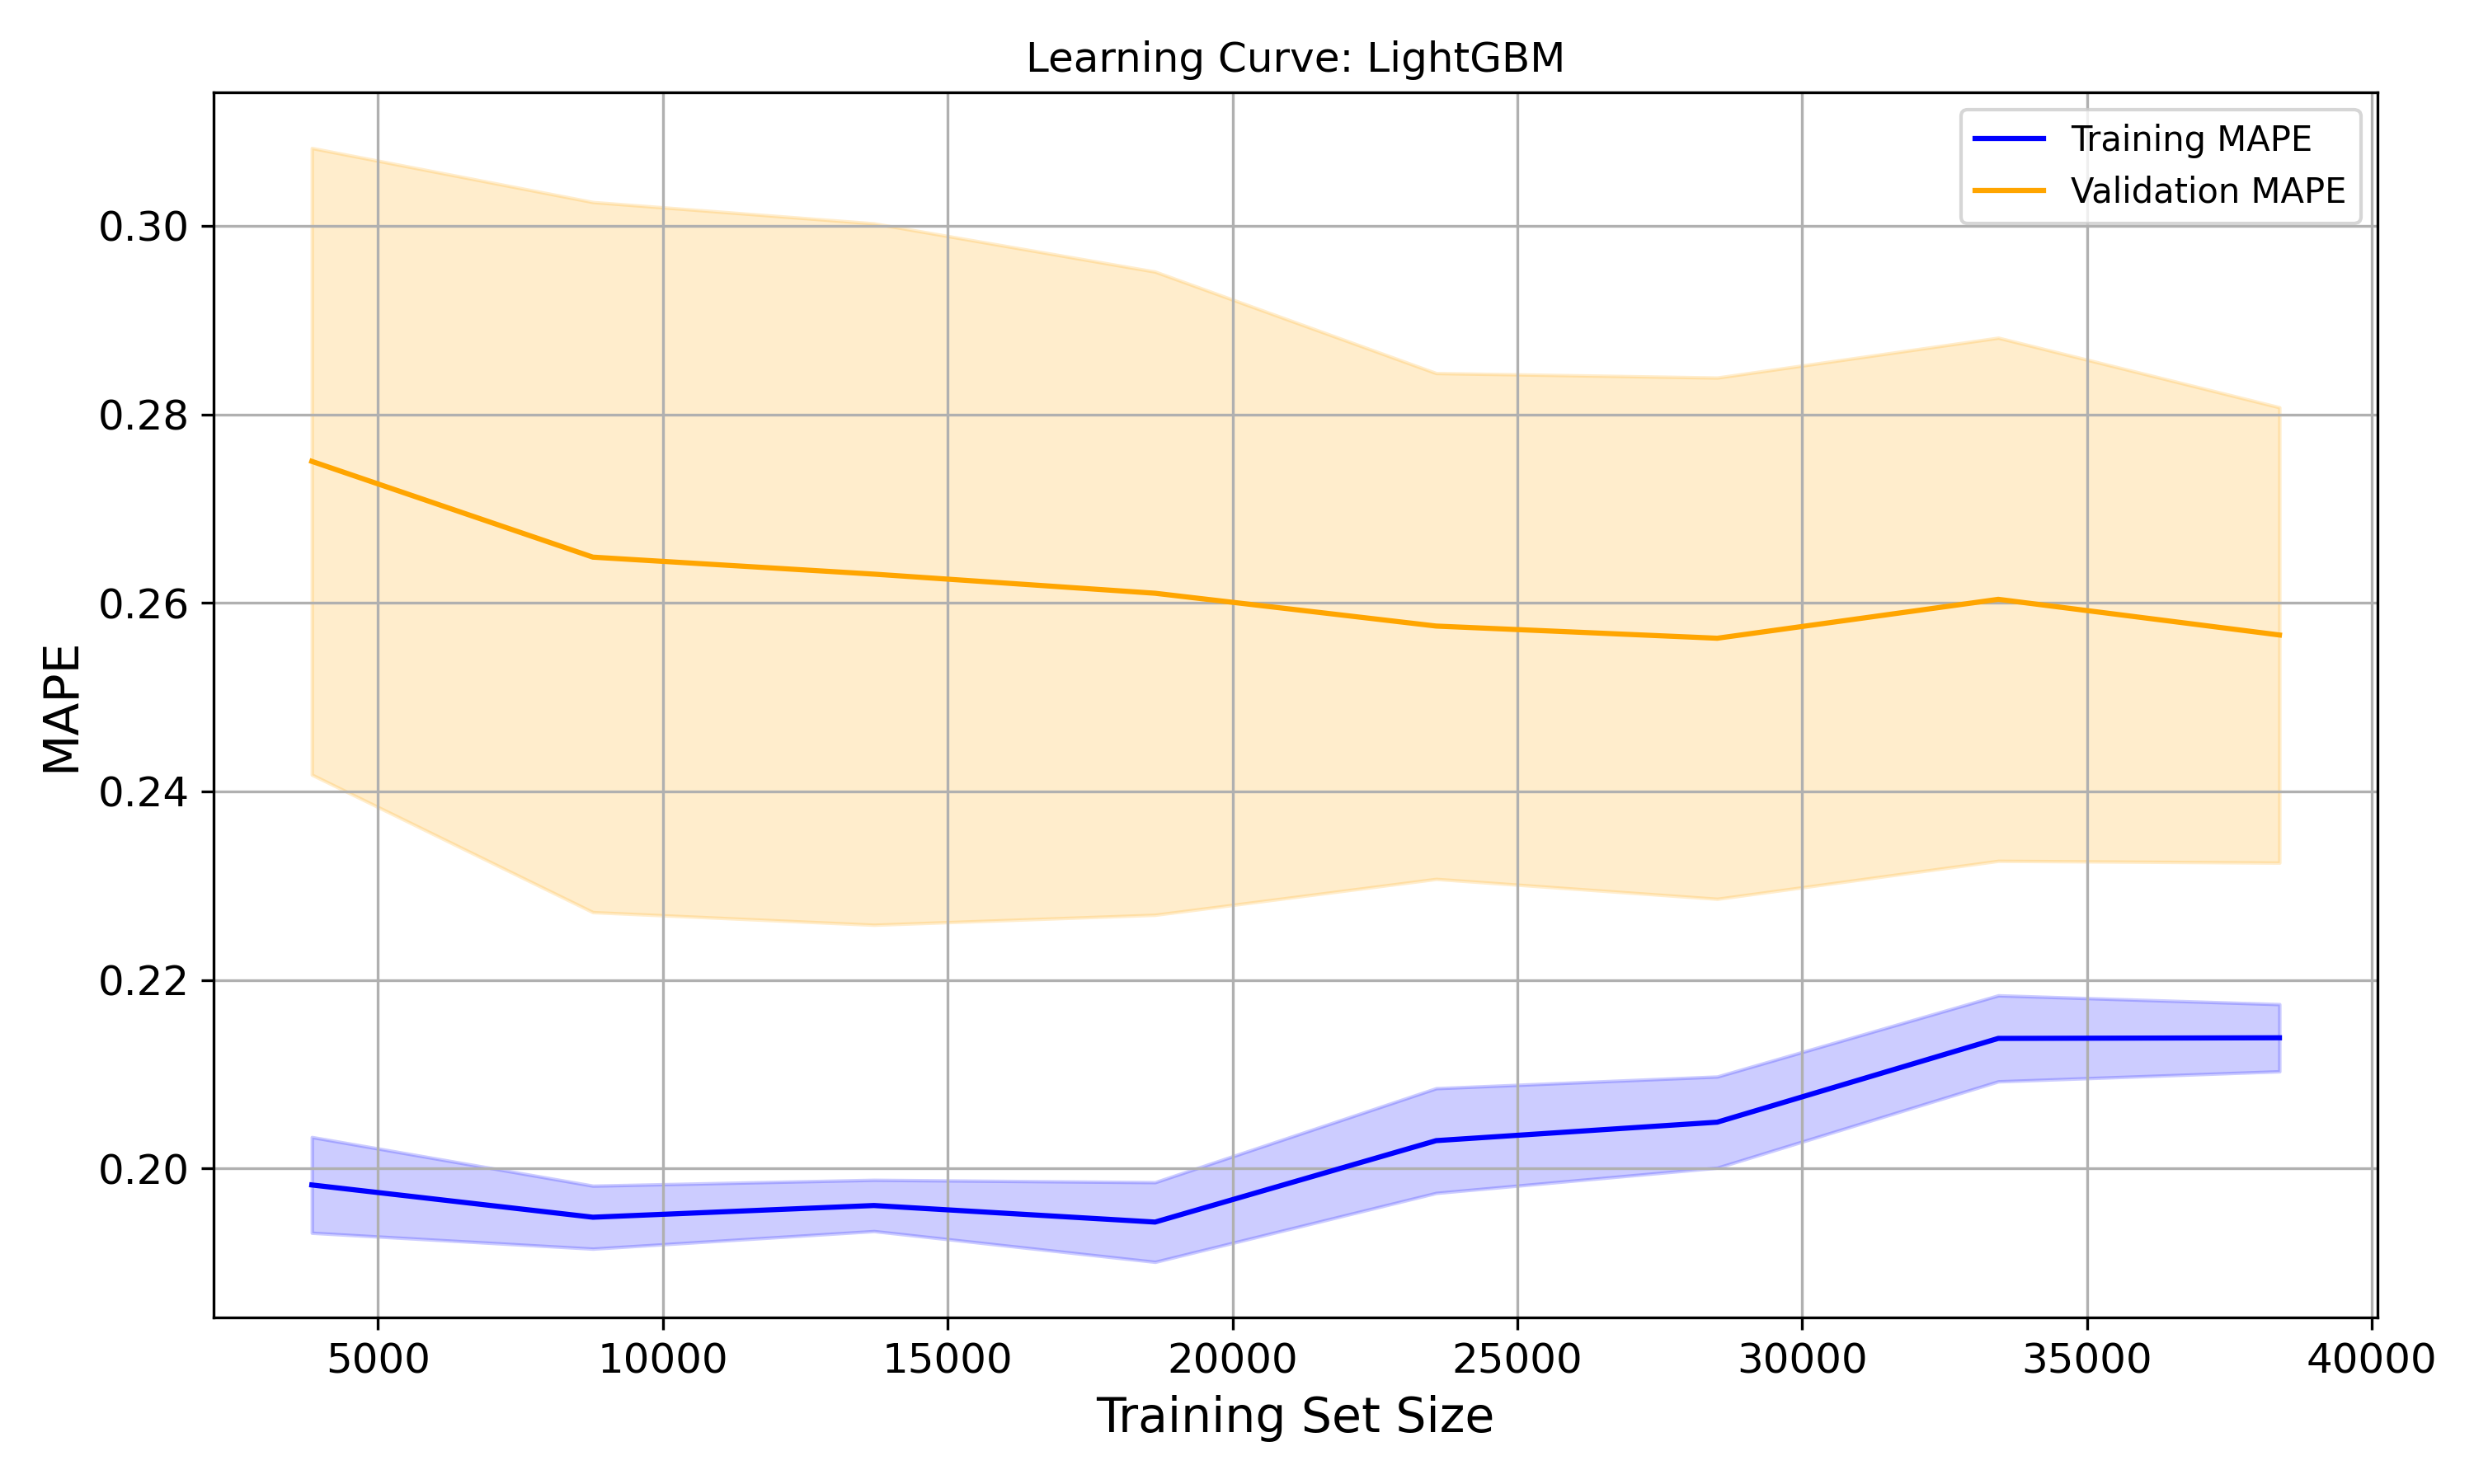 Learning Curve: LightGBM
Training MAPE
Validation MAPE
0.30
0.28
0.26
0.24
0.22
0.20
MAPE
5000 10000 15000 20000 25000 30000 35000 40000
Training Set Size